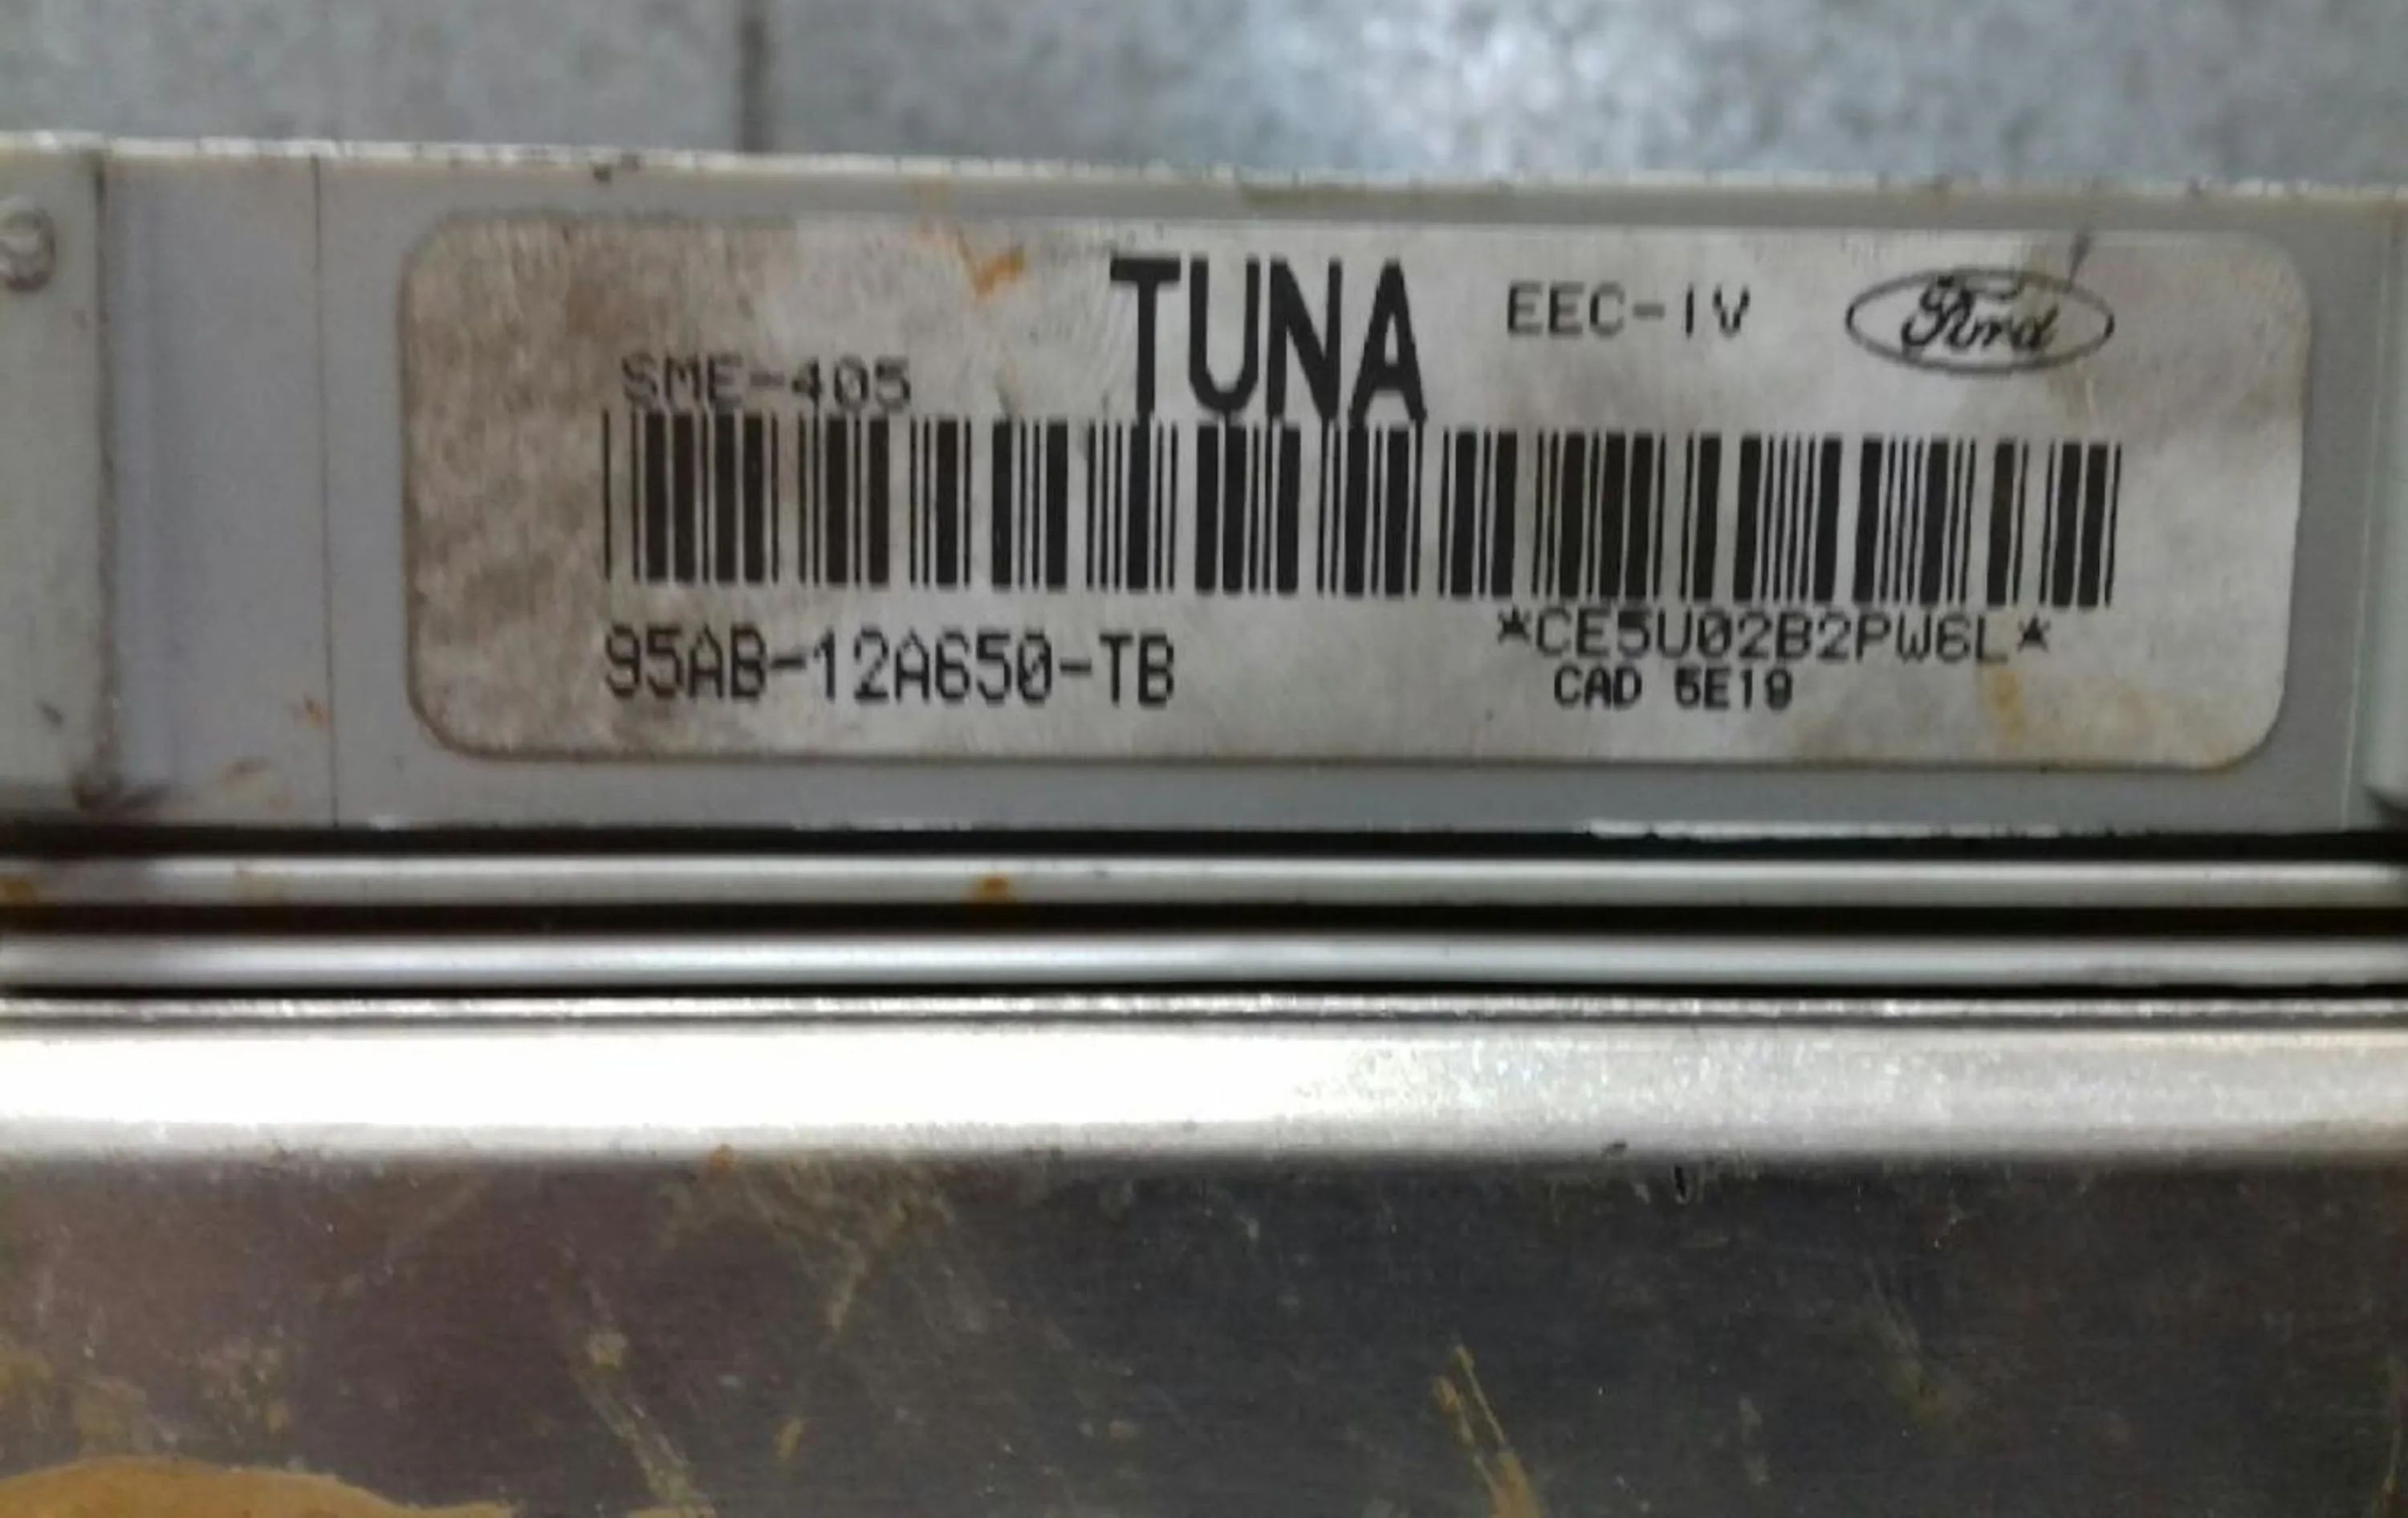 TUNA EEC-IV Ford
SME-405
95AB-12A650-TB *CE5U02B2PW6L*
CAD 5E19